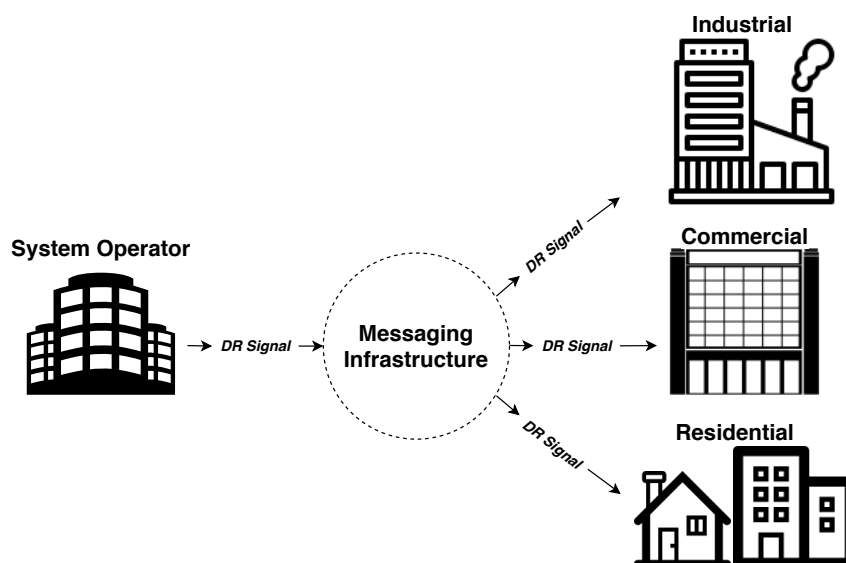 Industrial
DR Signal
System Operator
Commercial
DR Signal
Messaging
Infrastructure
DR Signal
Residential
DR Signal